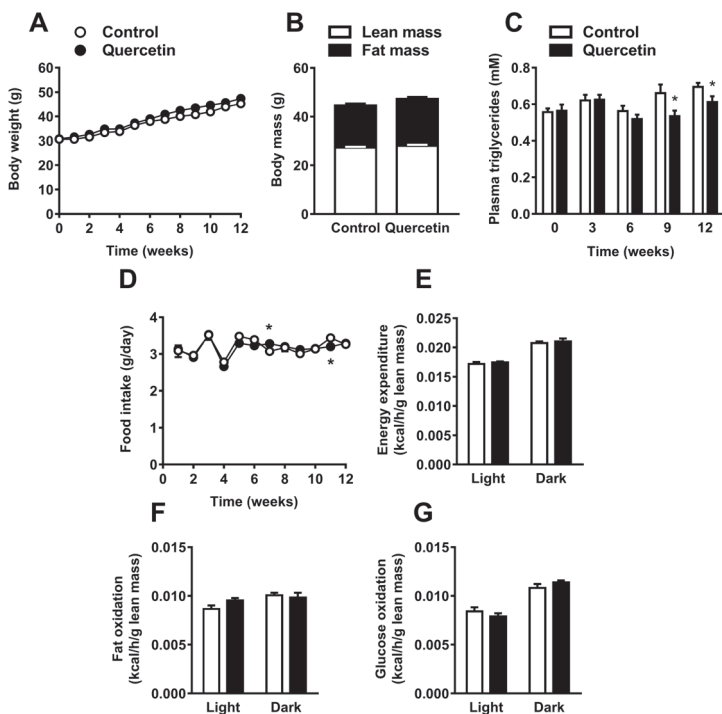 A
Control
Quercetin
Body weight (g)
60
50
40
30
20
10
0
0 2 4 6 8 10 12
Time (weeks)
B
Lean mass
Fat mass
Body mass (g)
60
40
20
0
Control Quercetin
C
Control
Quercetin
Plasma triglycerides (mM)
0.8
0.6
0.4
0.2
0.0
* *
0 3 6 9 12
Time (weeks)
D
Food intake (g/day)
4
3
2
1
0
*
*
0 2 4 6 8 10 12
Time (weeks)
E
Energy expenditure
(kcal/h/g lean mass)
0.025
0.020
0.015
0.010
0.005
0.000
Light Dark
F
Fat oxidation
(kcal/h/g lean mass)
0.015
0.010
0.005
0.000
Light Dark
G
Glucose oxidation
(kcal/h/g lean mass)
0.015
0.010
0.005
0.000
Light Dark